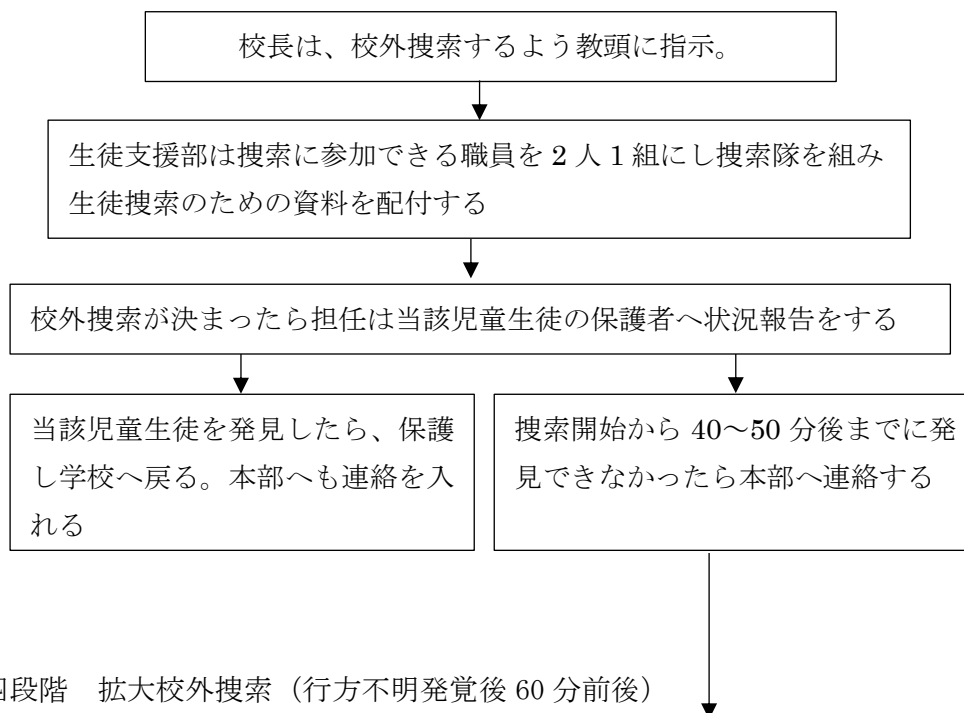 校長は、校外捜索するよう教頭に指示。
生徒支援部は捜索に参加できる職員を 2 人 1 組にし捜索隊を組み
生徒捜索のための資料を配付する
校外捜索が決まったら担任は当該児童生徒の保護者へ状況報告をする
当該児童生徒を発見したら、保護
し学校へ戻る。本部へも連絡を入
れる
捜索開始から 40～50 分後までに発
見できなかったら本部へ連絡する
四段階　拡大校外捜索（行方不明発覚後 60 分前後）